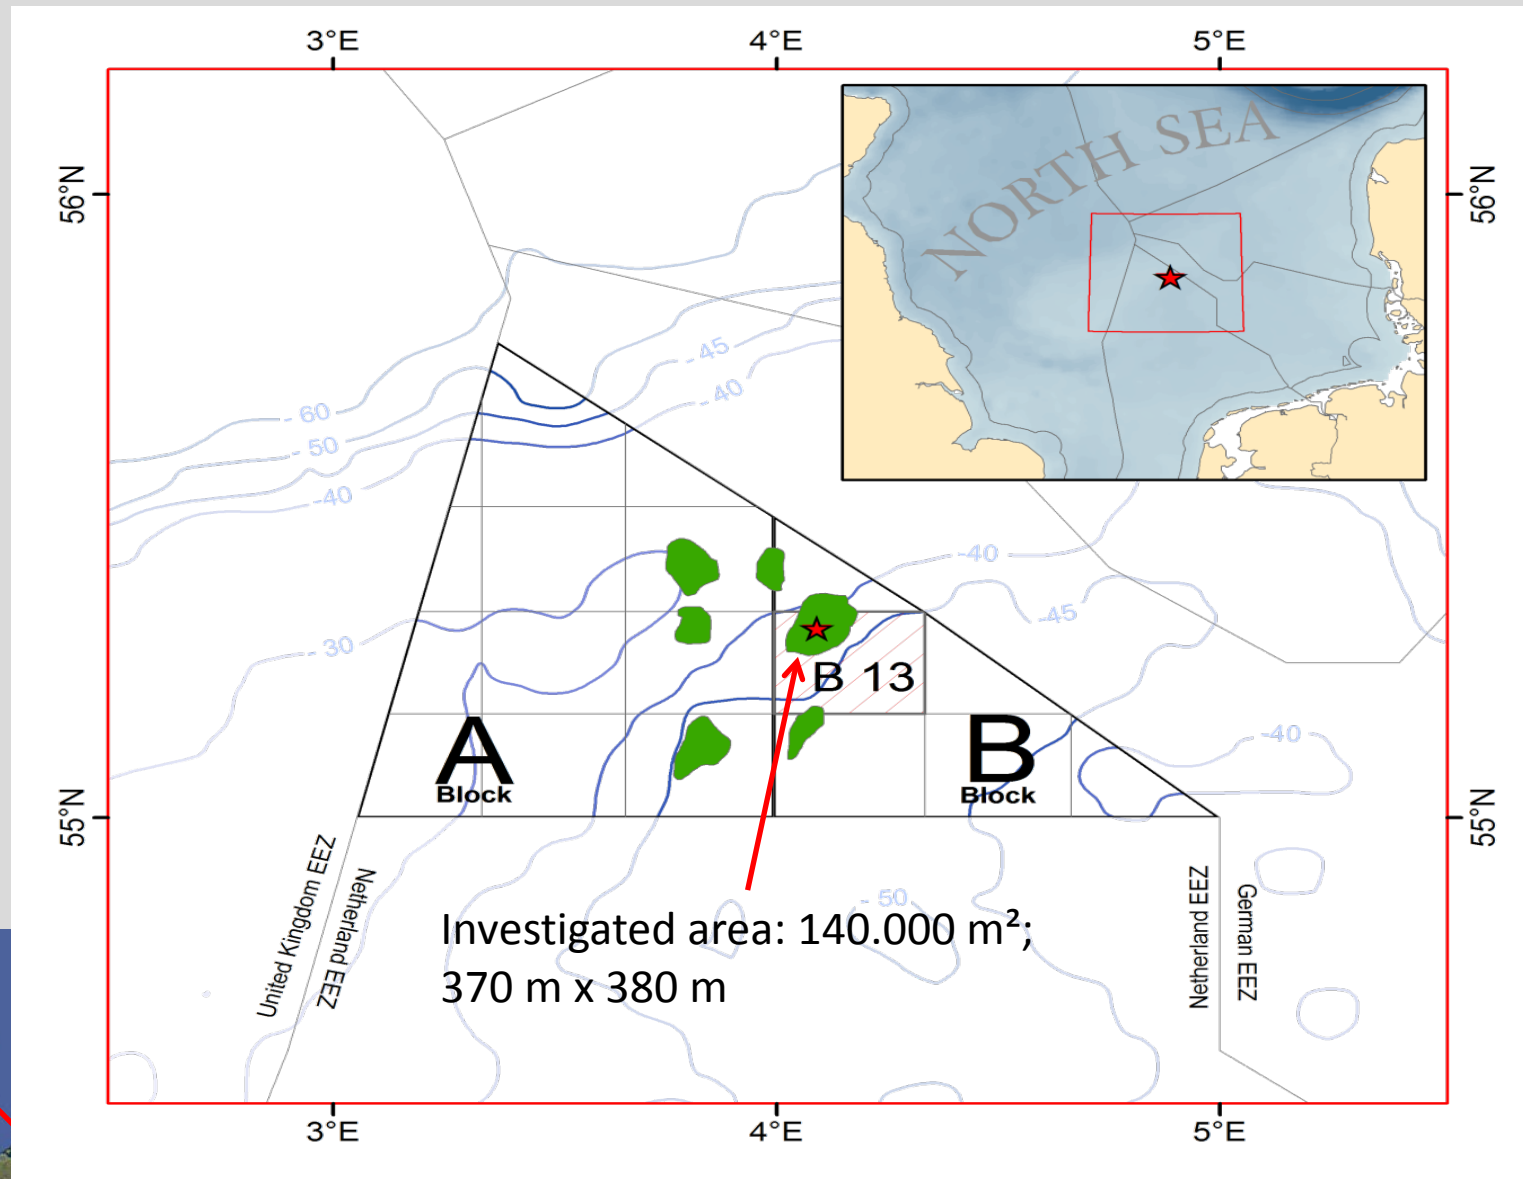 3°E
4°E
5°E
56°N
56°N
NORTH SEA
- 45
- 40
- 60
- 50
-40
-40
-45
- 30
B 13
A
Block
B
Block
-40
55°N
55°N
United Kingdom EEZ
Netherland EEZ
Netherland EEZ
German EEZ
- 50
Investigated area: 140.000 m²;
370 m x 380 m
3°E
4°E
5°E